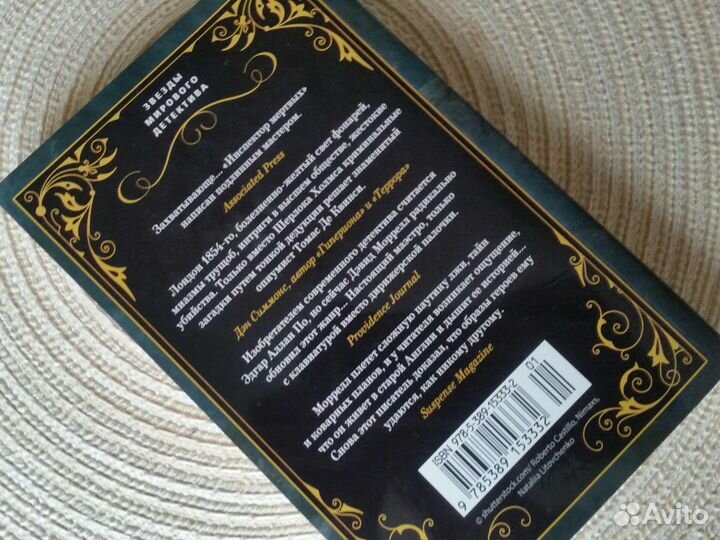 ЗВЕЗДЫ
МИРОВОГО
ДЕТЕКТИВА
Захватывающе... «Инспектор мертвых»
написан подлинным мастером.
Associated Press
Лондон 1854-го, болезненно-желтый свет фонарей,
миазмы трущоб, интриги в высшем обществе, жестокие
убийства. Только вместо Шерлока Холмса криминальные
загадки путем тонкой дедукции решает знаменитый
опиумист Томас Де Квинси.
Дэн Симмонс, автор «Гипериона» и «Террора»
Изобретателем современного детектива считается
Эдгар Аллан По, но сейчас Дэвид Моррелл радикально
обновил этот жанр... Настоящий маэстро, только
с клавиатурой вместо дирижерской палочки.
Providence Journal
Моррелл плетет сложную паутину лжи, тайн
и коварных планов, и у читателя возникает ощущение,
что он живет в старой Англии и дышит ее историей...
Снова этот писатель доказал, что образы героев ему
удаются, как никому другому.
Suspense Magazine
ISBN 978-5-389-15333-2
01
9 785389 153332
© shutterstock.com/ Roberto Castillo, Nimaxs,
Nataliia Litovchenko
Avito